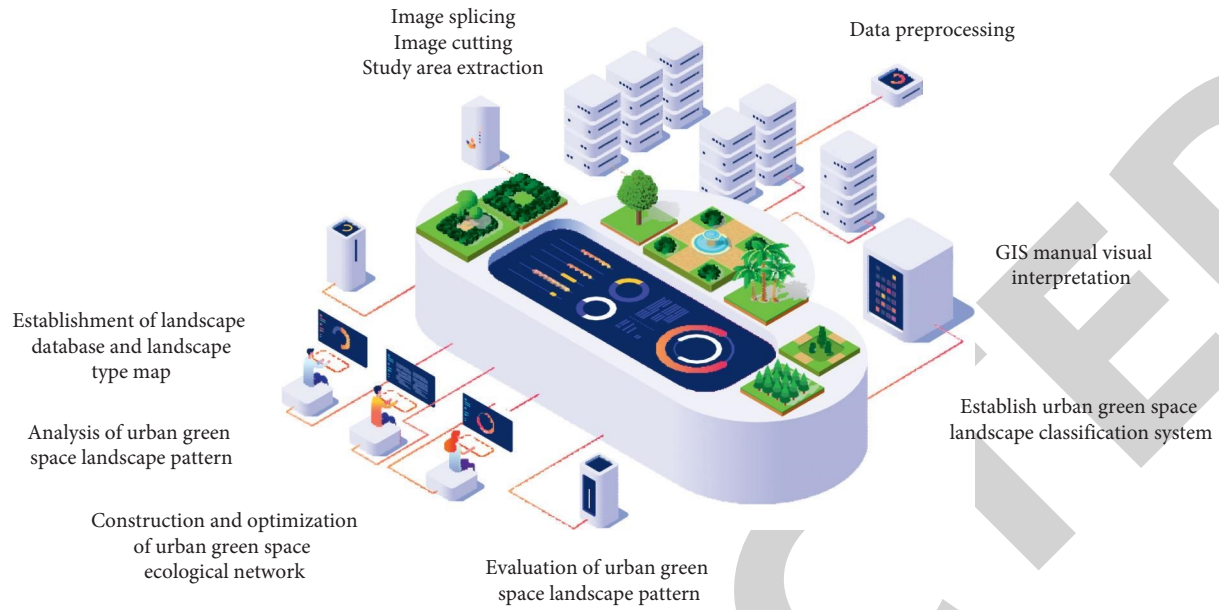 Image splicing
Image cutting
Study area extraction
Data preprocessing
GIS manual visual
interpretation
Establishment of landscape
database and landscape
type map
Establish urban green space
landscape classification system
Analysis of urban green
space landscape pattern
Construction and optimization
of urban green space
ecological network
Evaluation of urban green
space landscape pattern